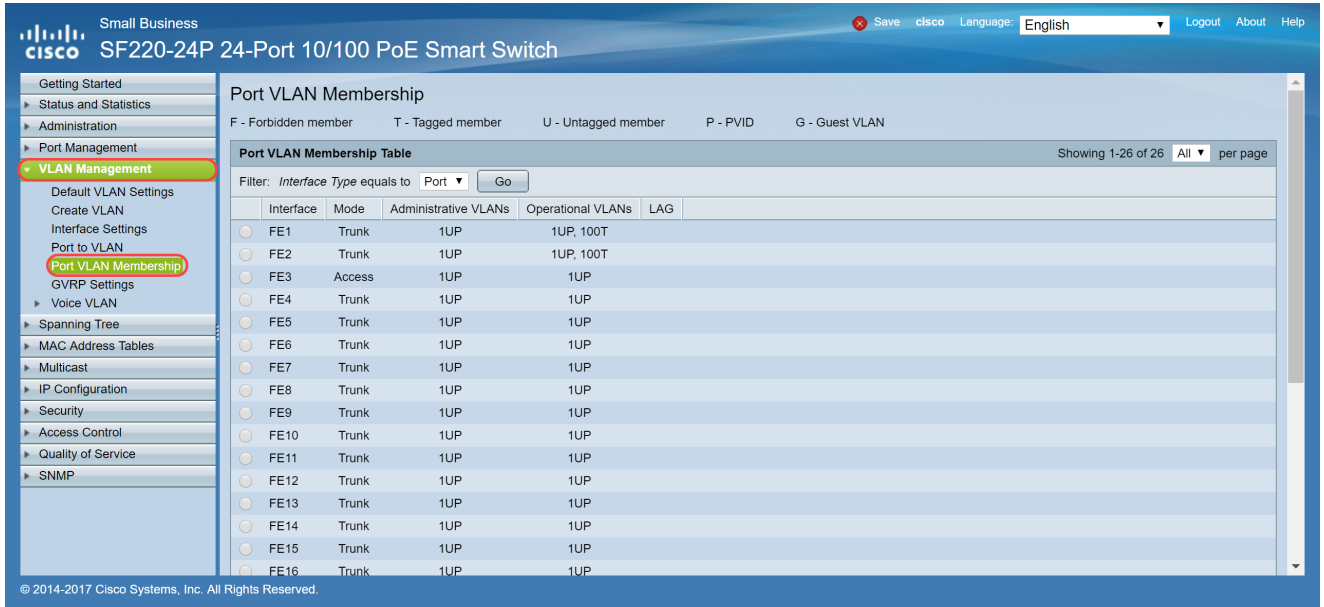 Small Business
Save cisco Language: English Logout About Help
CISCO SF220-24P 24-Port 10/100 PoE Smart Switch
Getting Started
Status and Statistics
Administration
Port Management
VLAN Management
Default VLAN Settings
Create VLAN
Interface Settings
Port to VLAN
Port VLAN Membership
GVRP Settings
Voice VLAN
Spanning Tree
MAC Address Tables
Multicast
IP Configuration
Security
Access Control
Quality of Service
SNMP
Port VLAN Membership
F - Forbidden member T - Tagged member U - Untagged member P - PVID G - Guest VLAN
Port VLAN Membership Table Showing 1-26 of 26 All per page
Filter: Interface Type equals to Port Go
Interface Mode Administrative VLANs Operational VLANs LAG
FE1 Trunk 1UP 1UP, 100T
FE2 Trunk 1UP 1UP, 100T
FE3 Access 1UP 1UP
FE4 Trunk 1UP 1UP
FE5 Trunk 1UP 1UP
FE6 Trunk 1UP 1UP
FE7 Trunk 1UP 1UP
FE8 Trunk 1UP 1UP
FE9 Trunk 1UP 1UP
FE10 Trunk 1UP 1UP
FE11 Trunk 1UP 1UP
FE12 Trunk 1UP 1UP
FE13 Trunk 1UP 1UP
FE14 Trunk 1UP 1UP
FE15 Trunk 1UP 1UP
FE16 Trunk 1UP 1UP
© 2014-2017 Cisco Systems, Inc. All Rights Reserved.